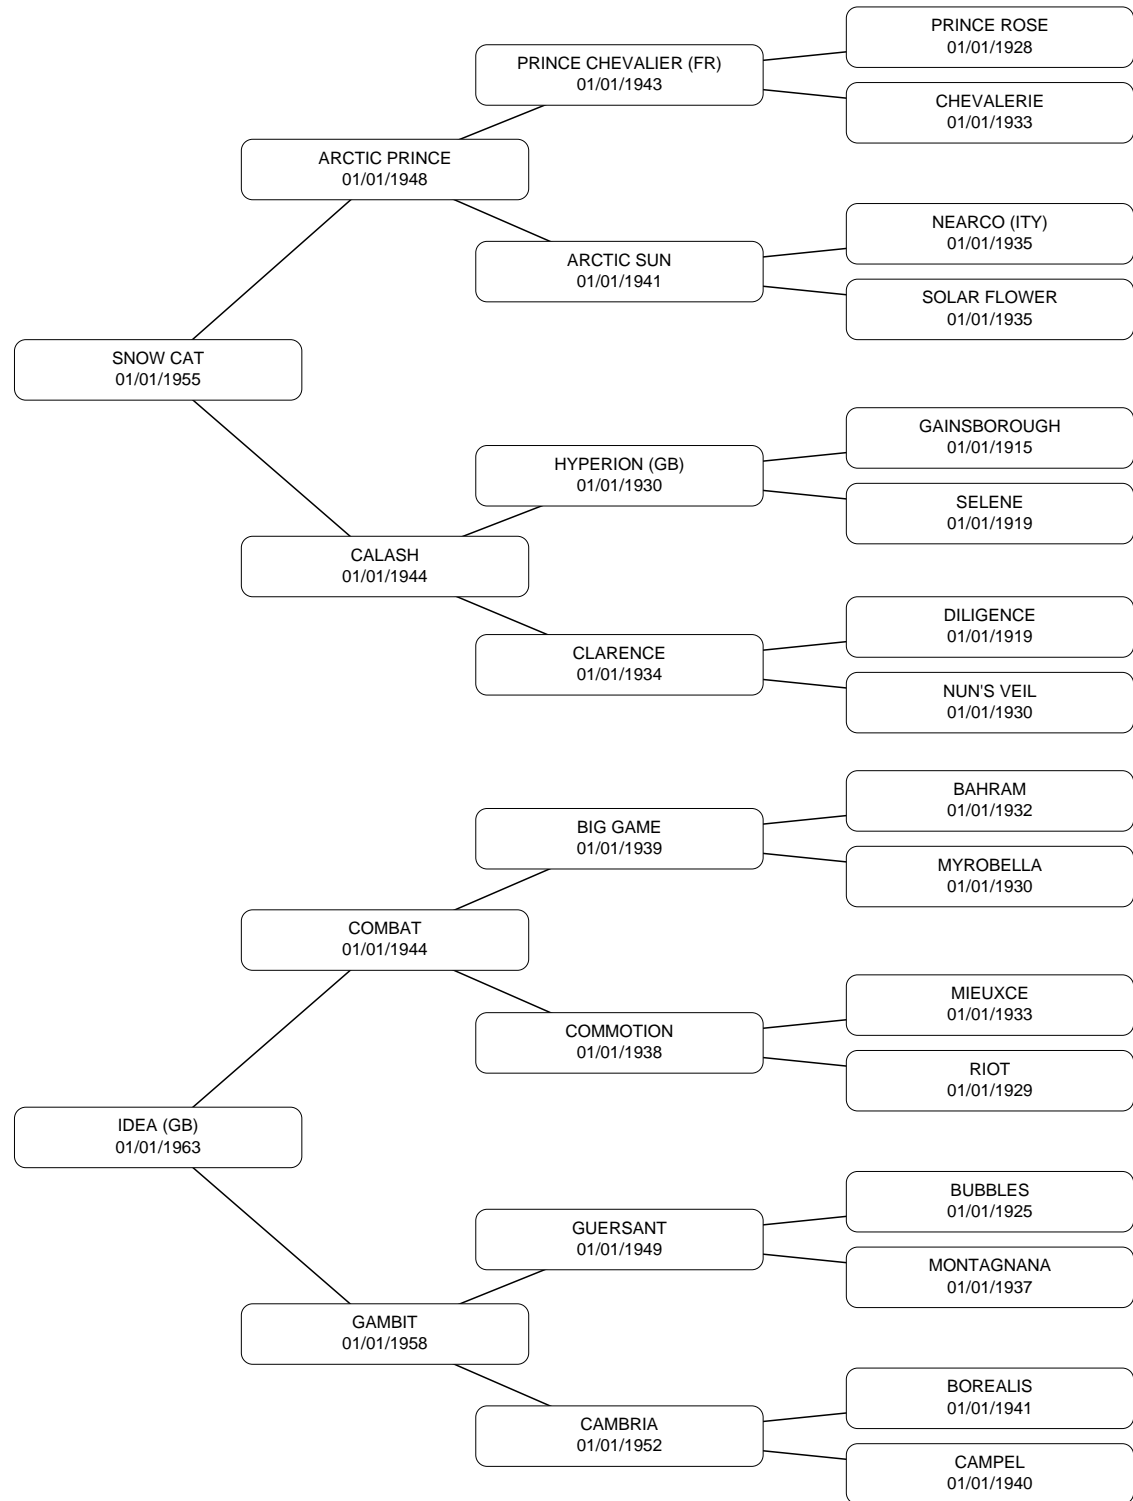 PRINCE ROSE
01/01/1928
PRINCE CHEVALIER (FR)
01/01/1943
CHEVALERIE
01/01/1933
ARCTIC PRINCE
01/01/1948
NEARCO (ITY)
01/01/1935
ARCTIC SUN
01/01/1941
SOLAR FLOWER
01/01/1935
SNOW CAT
01/01/1955
GAINSBOROUGH
01/01/1915
HYPERION (GB)
01/01/1930
SELENE
01/01/1919
CALASH
01/01/1944
DILIGENCE
01/01/1919
CLARENCE
01/01/1934
NUN'S VEIL
01/01/1930
BAHRAM
01/01/1932
BIG GAME
01/01/1939
MYROBELLA
01/01/1930
COMBAT
01/01/1944
MIEUXCE
01/01/1933
COMMOTION
01/01/1938
RIOT
01/01/1929
IDEA (GB)
01/01/1963
BUBBLES
01/01/1925
GUERSANT
01/01/1949
MONTAGNANA
01/01/1937
GAMBIT
01/01/1958
BOREALIS
01/01/1941
CAMBRIA
01/01/1952
CAMPEL
01/01/1940